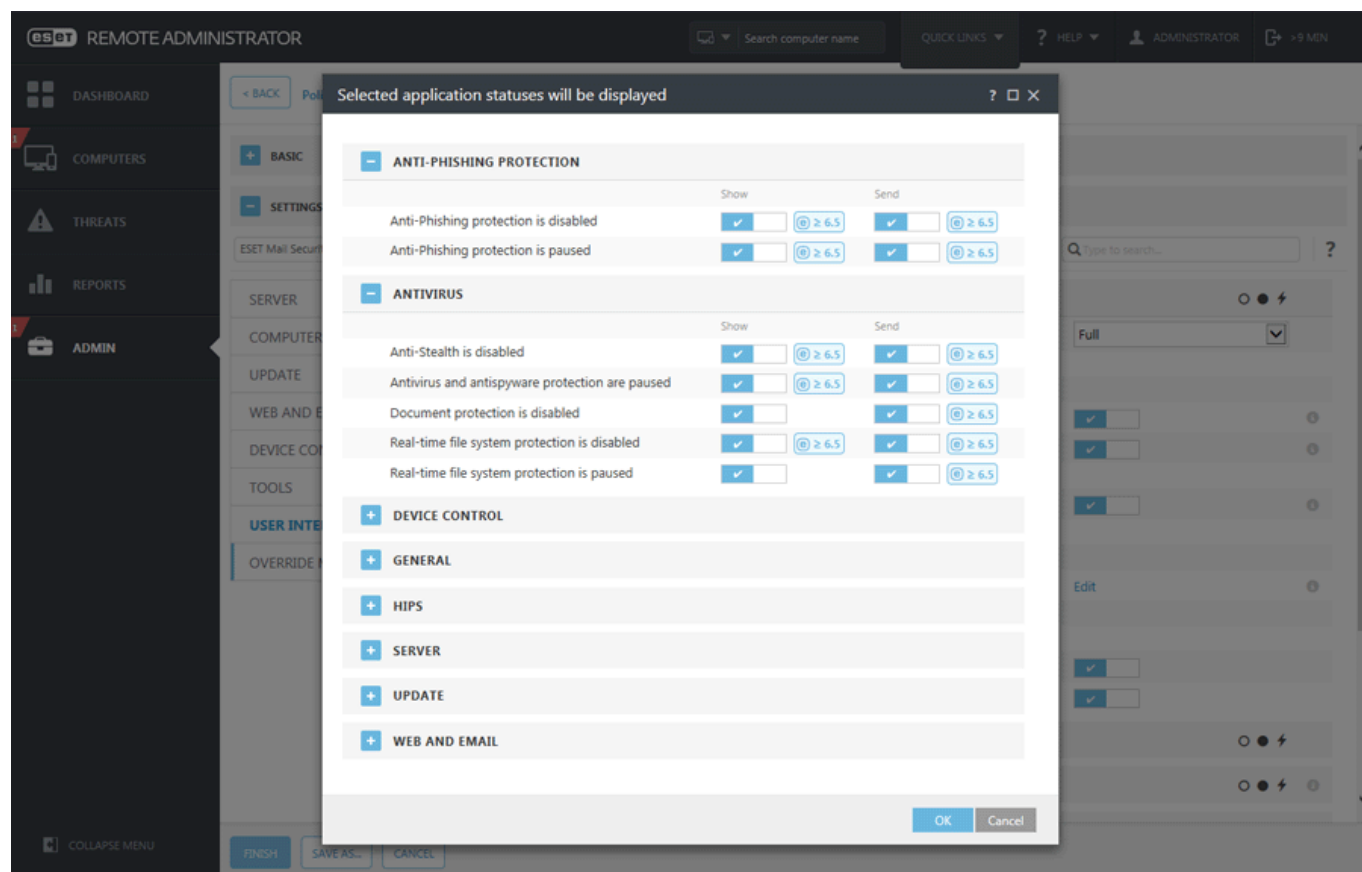 eset REMOTE ADMINISTRATOR
Search computer name
QUICK LINKS
? HELP
ADMINISTRATOR
>9 MIN
DASHBOARD
1
COMPUTERS
THREATS
REPORTS
1
ADMIN
COLLAPSE MENU
< BACK
BASIC
SETTINGS
ESET Mail
SERVER
COMPUTER
UPDATE
WEB AND
DEVICE
TOOLS
USER
OVERRIDE
Selected application statuses will be displayed
?
ANTI-PHISHING PROTECTION
Show Send
Anti-Phishing protection is disabled ≥ 6.5 ≥ 6.5
Anti-Phishing protection is paused ≥ 6.5 ≥ 6.5
ANTIVIRUS
Show Send
Anti-Stealth is disabled ≥ 6.5 ≥ 6.5
Antivirus and antispyware protection are paused ≥ 6.5 ≥ 6.5
Document protection is disabled ≥ 6.5
Real-time file system protection is disabled ≥ 6.5 ≥ 6.5
Real-time file system protection is paused ≥ 6.5
DEVICE CONTROL
GENERAL
HIPS
SERVER
UPDATE
WEB AND EMAIL
OK Cancel
Type to search...
?
Full
Edit
FINISH SAVE AS... CANCEL